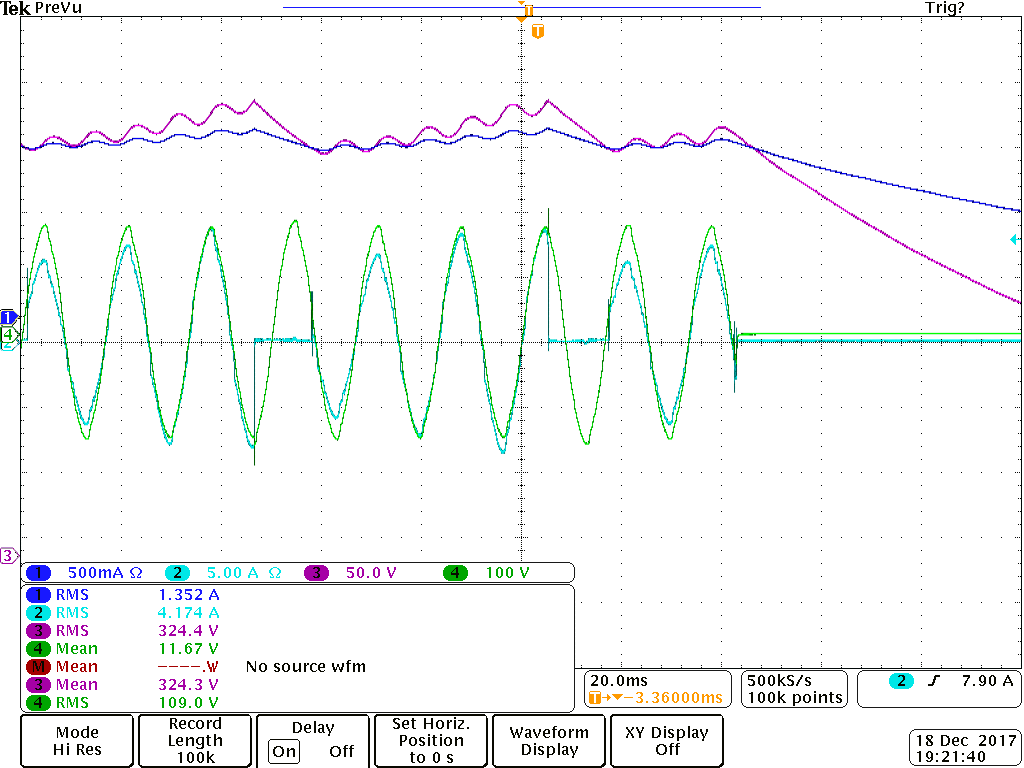 Tek PreVu Trig?
T
T
1
4
2
3
1 500mA Ω 2 5.00 A Ω 3 50.0 V 4 100 V
1 RMS 1.352 A
2 RMS 4.174 A
3 RMS 324.4 V
4 Mean 11.67 V
M Mean ----.W No source wfm
3 Mean 324.3 V
4 RMS 109.0 V
20.0ms
T→▼−3.36000ms
500kS/s
100k points
2 7.90 A
Mode
Hi Res
Record
Length
100k
Delay
On Off
Set Horiz.
Position
to 0 s
Waveform
Display
XY Display
Off
18 Dec 2017
19:21:40